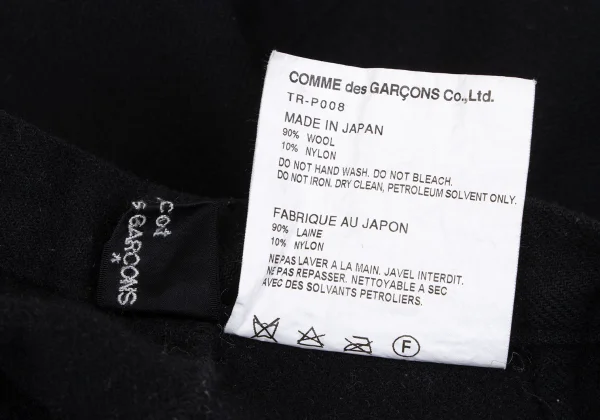 COMME des GARÇONS Co.,Ltd.
TR-P008
MADE IN JAPAN
90% WOOL
10% NYLON
DO NOT HAND WASH. DO NOT BLEACH.
DO NOT IRON. DRY CLEAN, PETROLEUM SOLVENT ONLY.
FABRIQUE AU JAPON
90% LAINE
10% NYLON
NE PAS LAVER A LA MAIN. JAVEL INTERDIT.
NE PAS REPASSER. NETTOYABLE A SEC
AVEC DES SOLVANTS PETROLIERS.
F
s GARÇONS